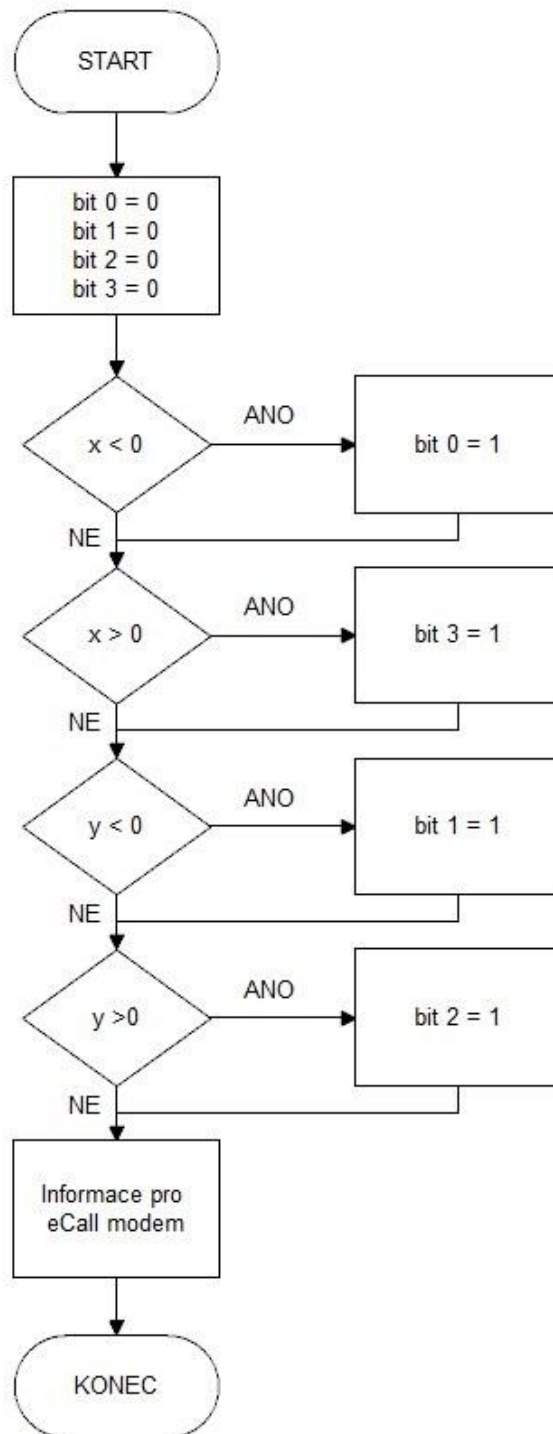 START
bit 0 = 0
bit 1 = 0
bit 2 = 0
bit 3 = 0
x < 0
ANO
bit 0 = 1
NE
x > 0
ANO
bit 3 = 1
NE
y < 0
ANO
bit 1 = 1
NE
y >0
ANO
bit 2 = 1
NE
Informace pro
eCall modem
KONEC